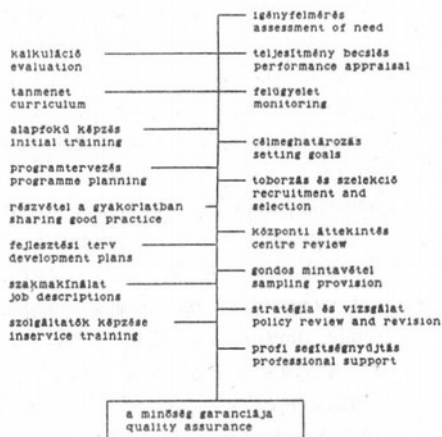 igényfelmérés
assessment of need
kalkuláció
evaluation
teljesítmény becslés
performance appraisal
tanmenet
curriculum
felügyelet
monitoring
alapfokú képzés
initial training
célmeghatározás
setting goals
programtervezés
programme planning
toborzás és szelekció
recruitment and
selection
részvétel a gyakorlatban
sharing good practice
központi áttekintés
centre review
fejlesztési terv
development plans
gondos mintavétel
sampling provision
szakmakínálat
job descriptions
stratégia és vizsgálat
policy review and revision
szolgáltatók képzése
inservice training
profi segítségnyújtás
professional support
a minőség garanciája
quality assurance